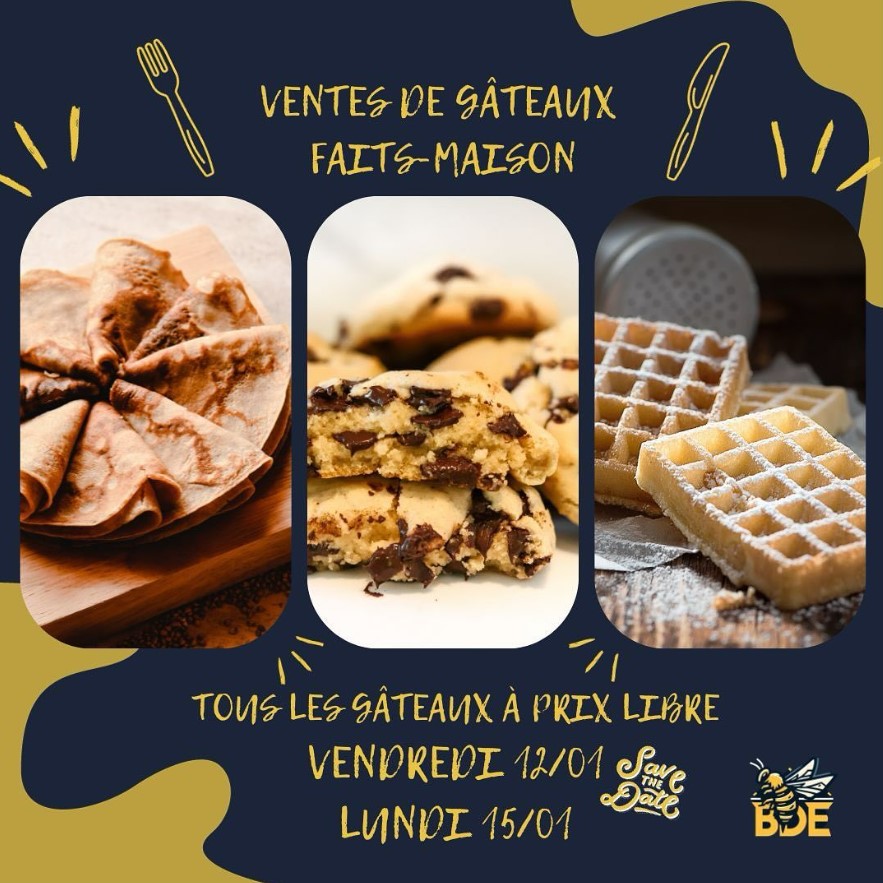 VENTES DE GÂTEAUX
FAITS-MAISON
TOUS LES GÂTEAUX À PRIX LIBRE
VENDREDI 12/01
LUNDI 15/01
Save
THE
Date
BDE